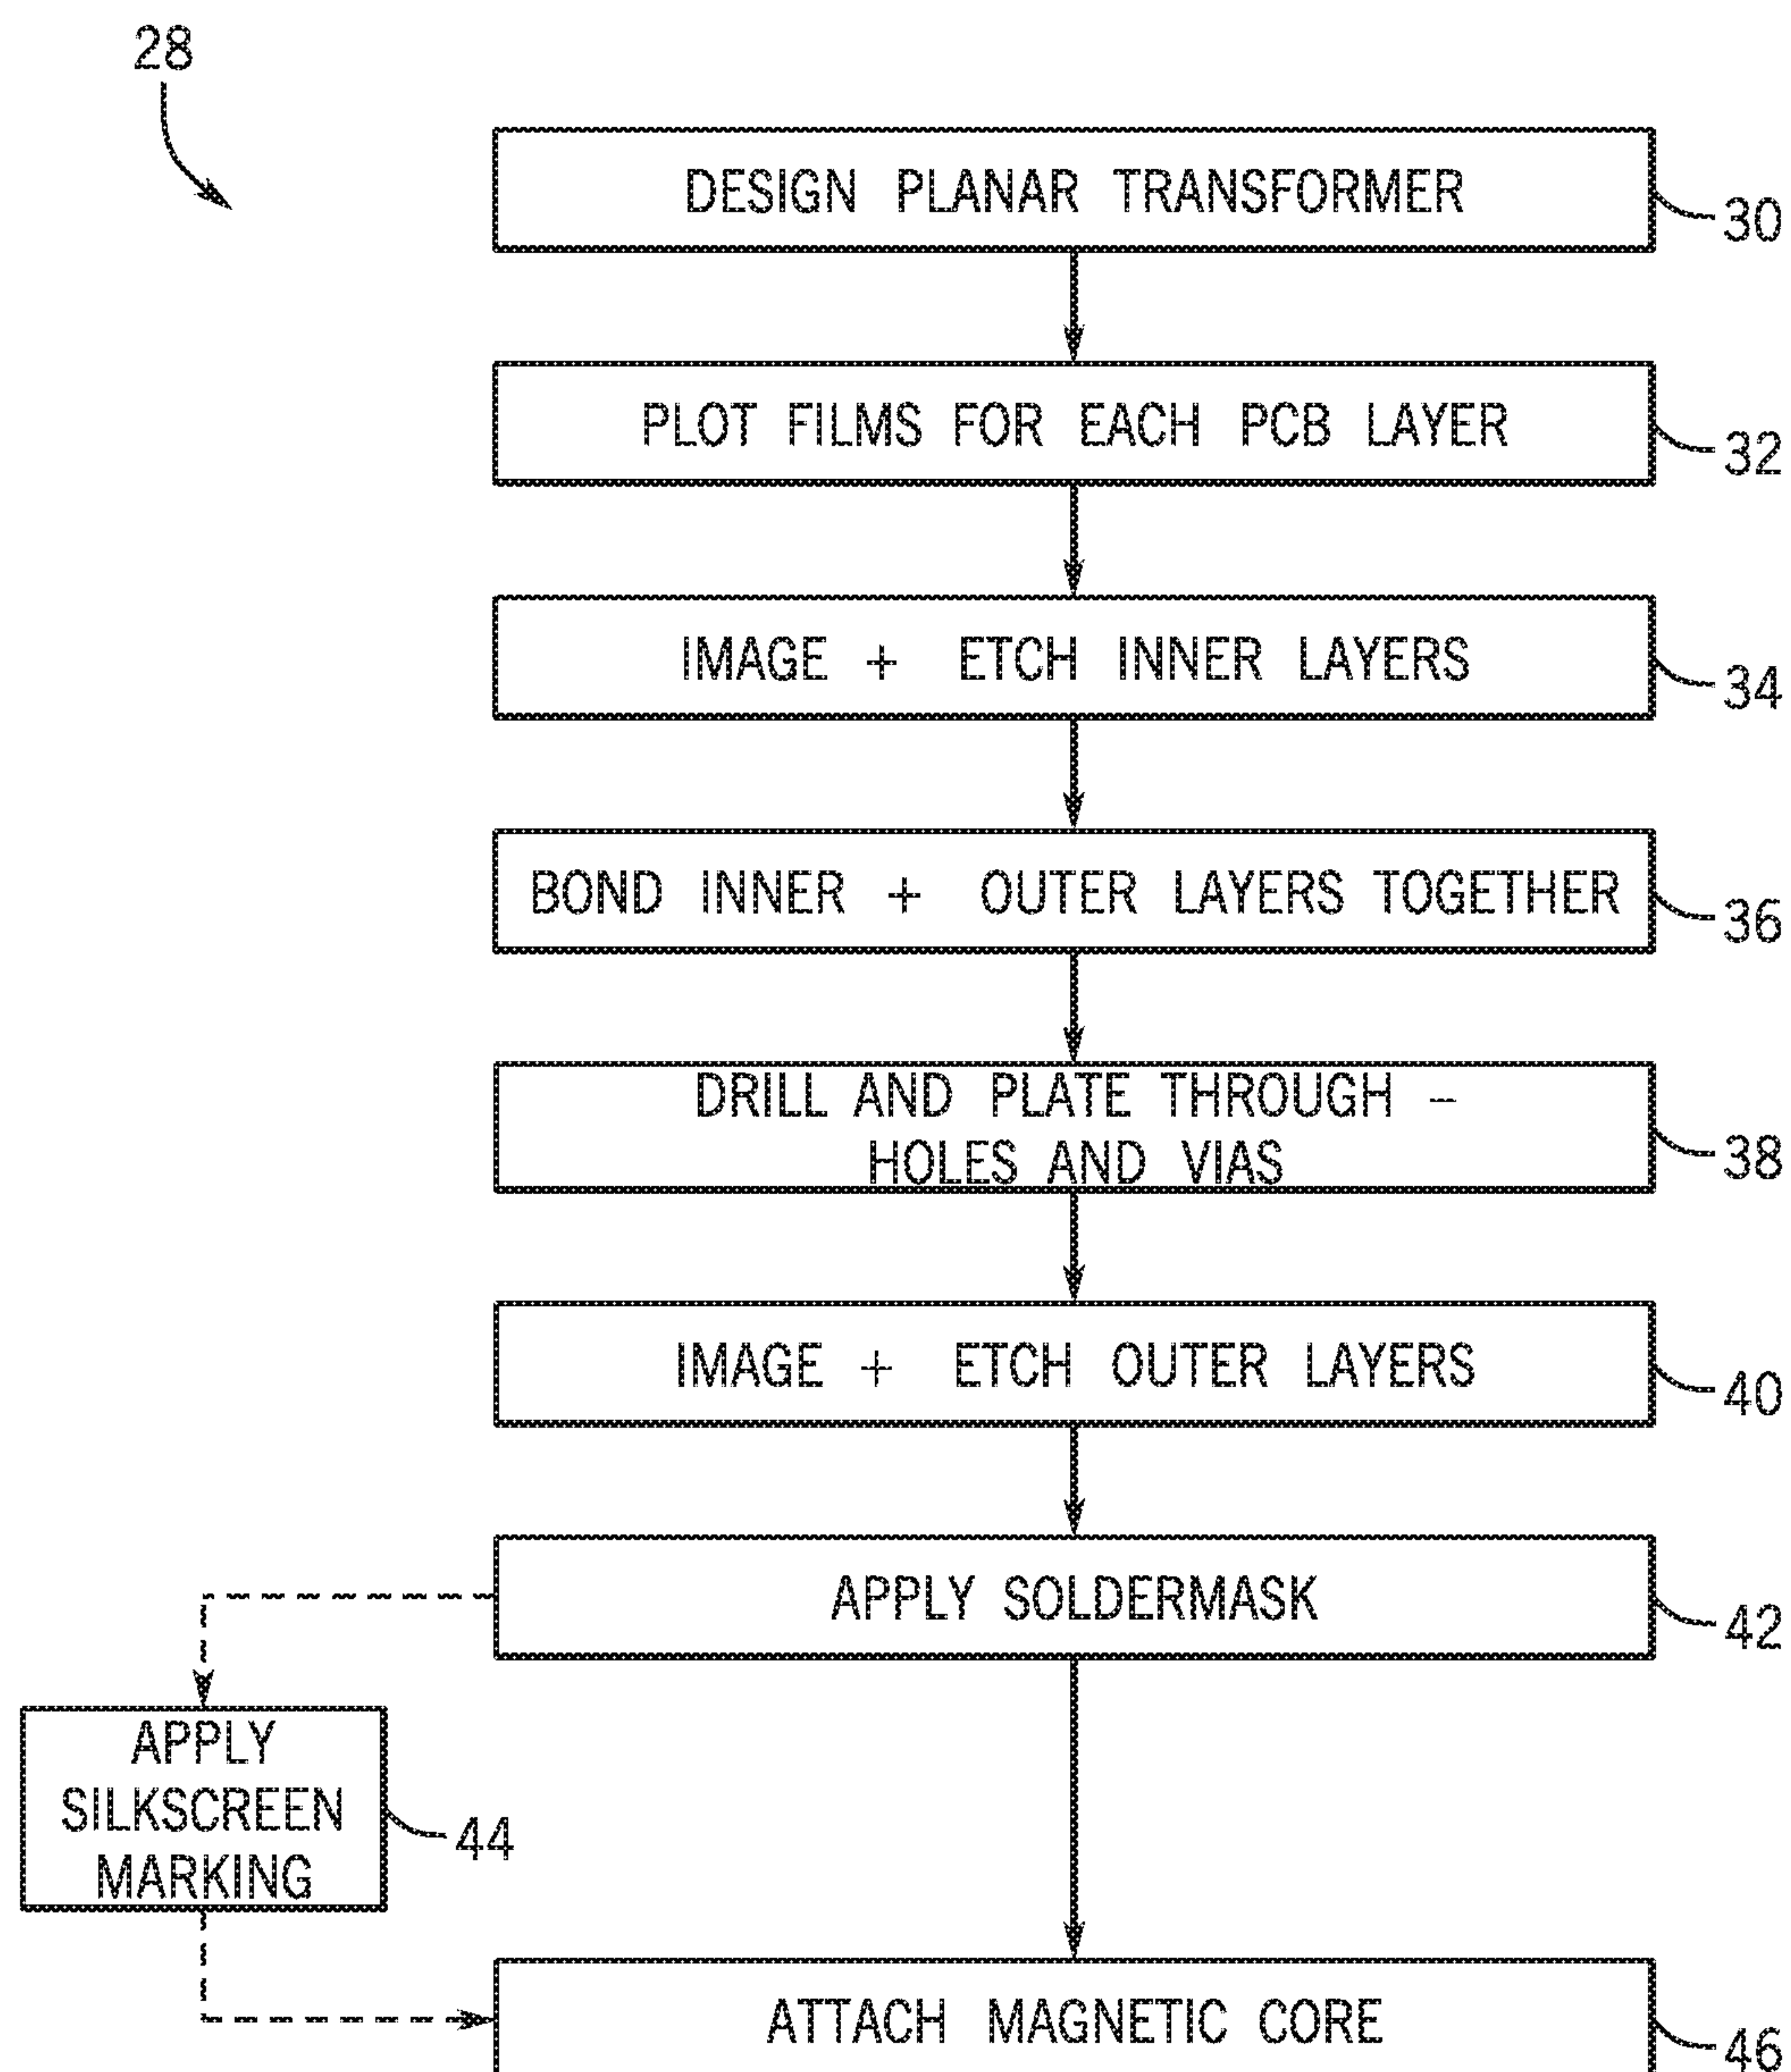 28
DESIGN PLANAR TRANSFORMER
30
PLOT FILMS FOR EACH PCB LAYER
32
IMAGE + ETCH INNER LAYERS
34
BOND INNER + OUTER LAYERS TOGETHER
36
DRILL AND PLATE THROUGH -
HOLES AND VIAS
38
IMAGE + ETCH OUTER LAYERS
40
APPLY SOLDERMASK
42
APPLY
SILKSCREEN
MARKING
44
ATTACH MAGNETIC CORE
46